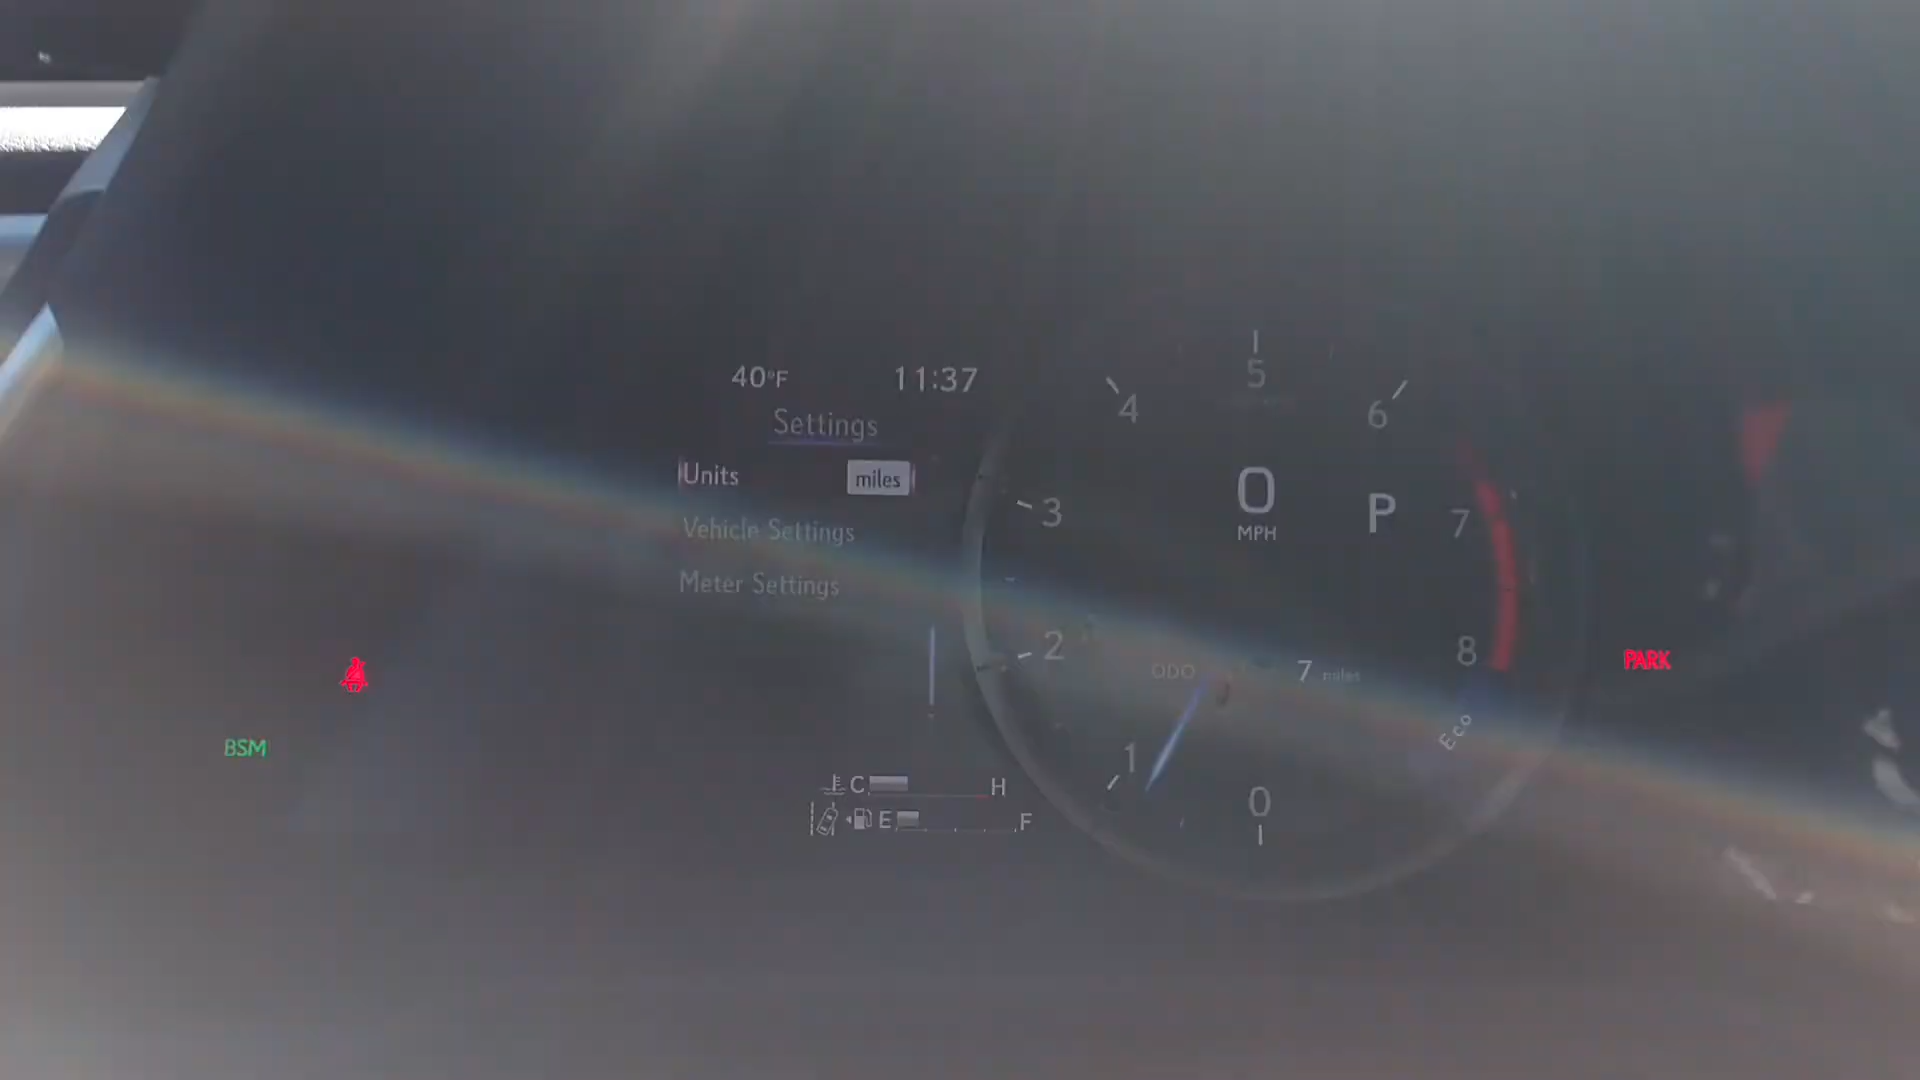 40°F 11:37
Settings
Units miles
Vehicle Settings
Meter Settings
BSM
C H
E F
0
1
2
3
4
5
6
7
8
0
MPH
P
ODO 7 miles
Eco
PARK